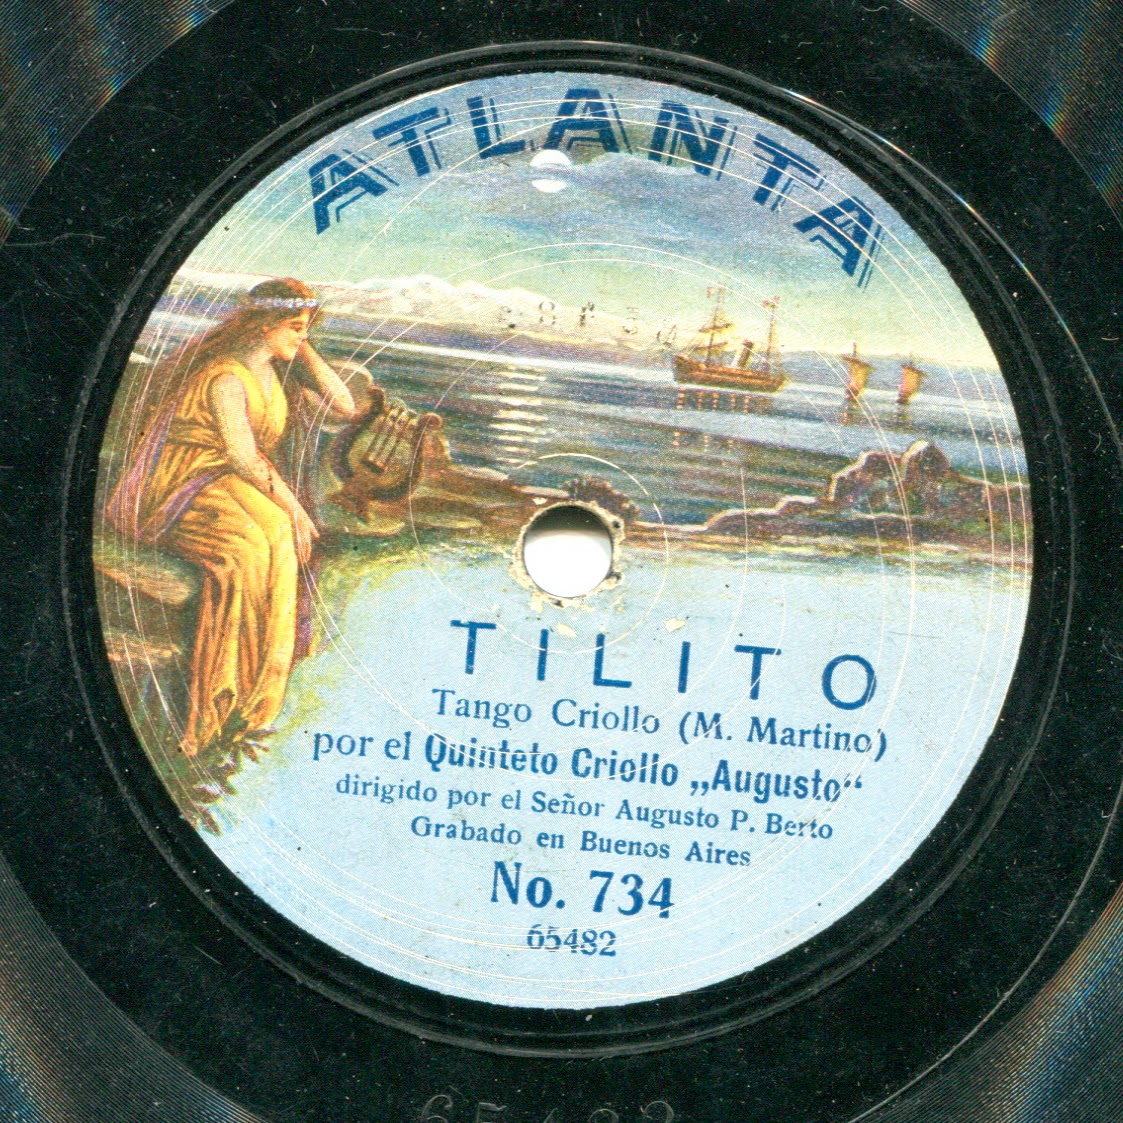 ATLANTA
TILITO
Tango Criollo (M. Martino)
por el Quinteto Criollo „Augusto“
dirigido por el Señor Augusto P. Berto
Grabado en Buenos Aires
No. 734
65482
65482